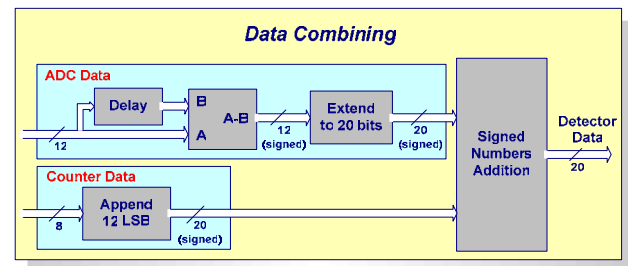 Data Combining
ADC Data
Delay
B
A
A-B
12
12
(signed)
Extend
to 20 bits
20
(signed)
Signed
Numbers
Addition
Detector
Data
20
Counter Data
8
Append
12 LSB
20
(signed)